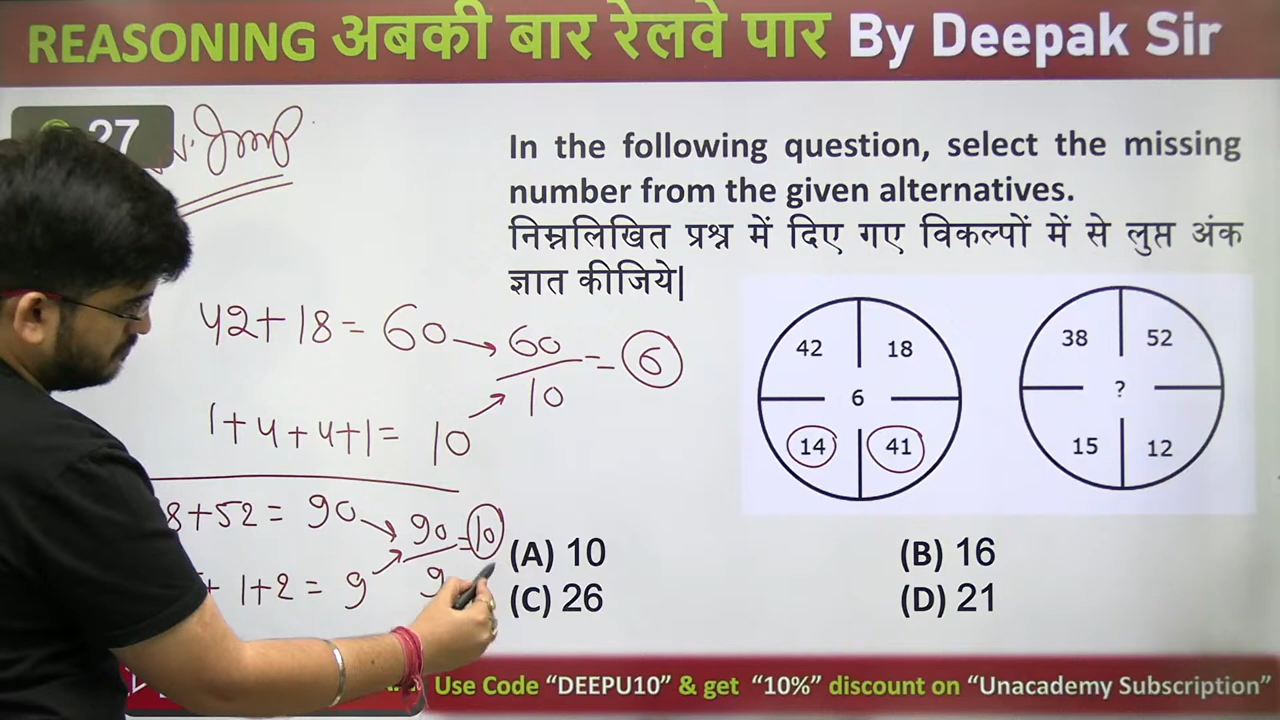 REASONING अबकी बार रेलवे पार By Deepak Sir
27
In the following question, select the missing
number from the given alternatives.
निम्नलिखित प्रश्न में दिए गए विकल्पों में से लुप्त अंक
ज्ञात कीजिये|
42 + 18 = 60 → 60/10 = 6
1 + 4 + 4 + 1 = 10
8 + 52 = 90 → 90/9 = 10
+ 1 + 2 = 9
42 18
6
14 41
38 52
?
15 12
(A) 10
(B) 16
(C) 26
(D) 21
Use Code “DEEPU10” & get “10%” discount on “Unacademy Subscription”